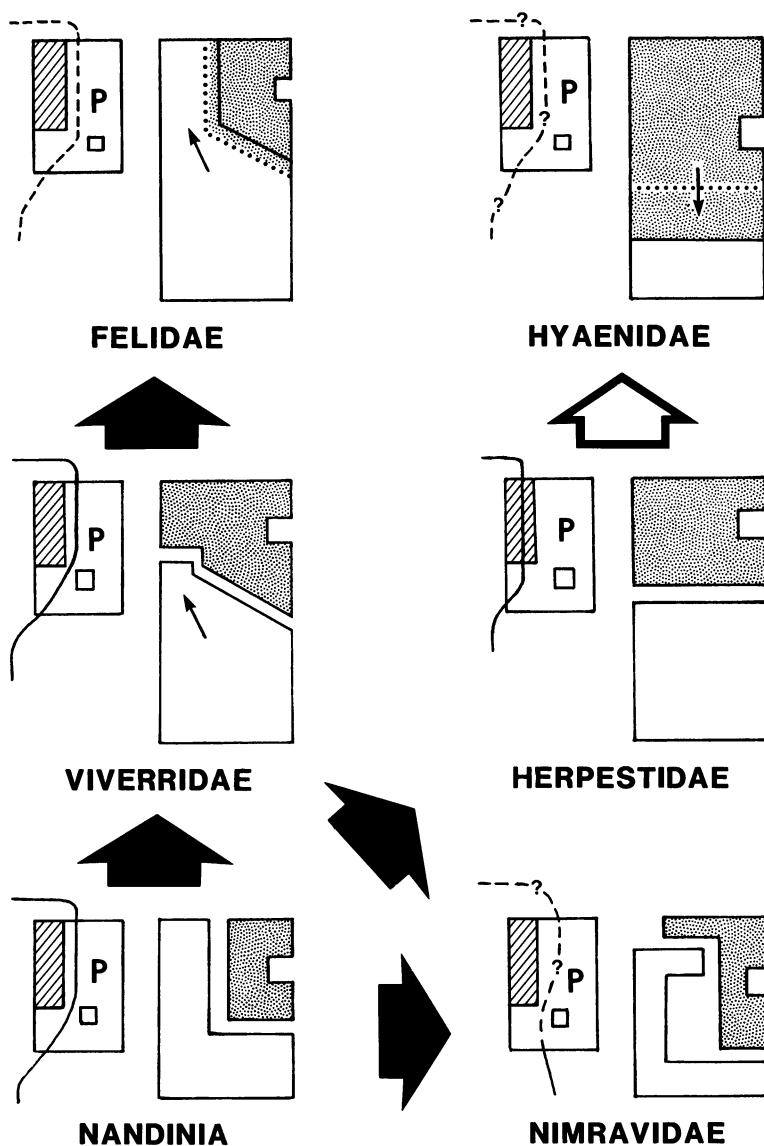 P
?
?
?
P
FELIDAE
HYAENIDAE
P
P
VIVERRIDAE
HERPESTIDAE
P
?
?
P
NANDINIA
NIMRAVIDAE